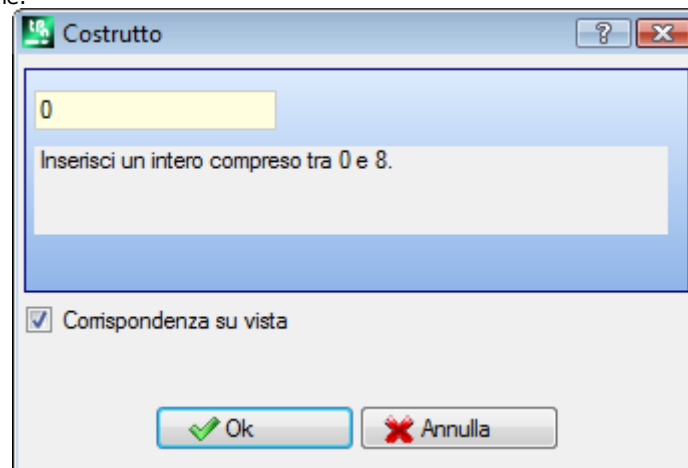 Costrutto
0
Inserisci un intero compreso tra 0 e 8.
Corrispondenza su vista
Ok
Annulla